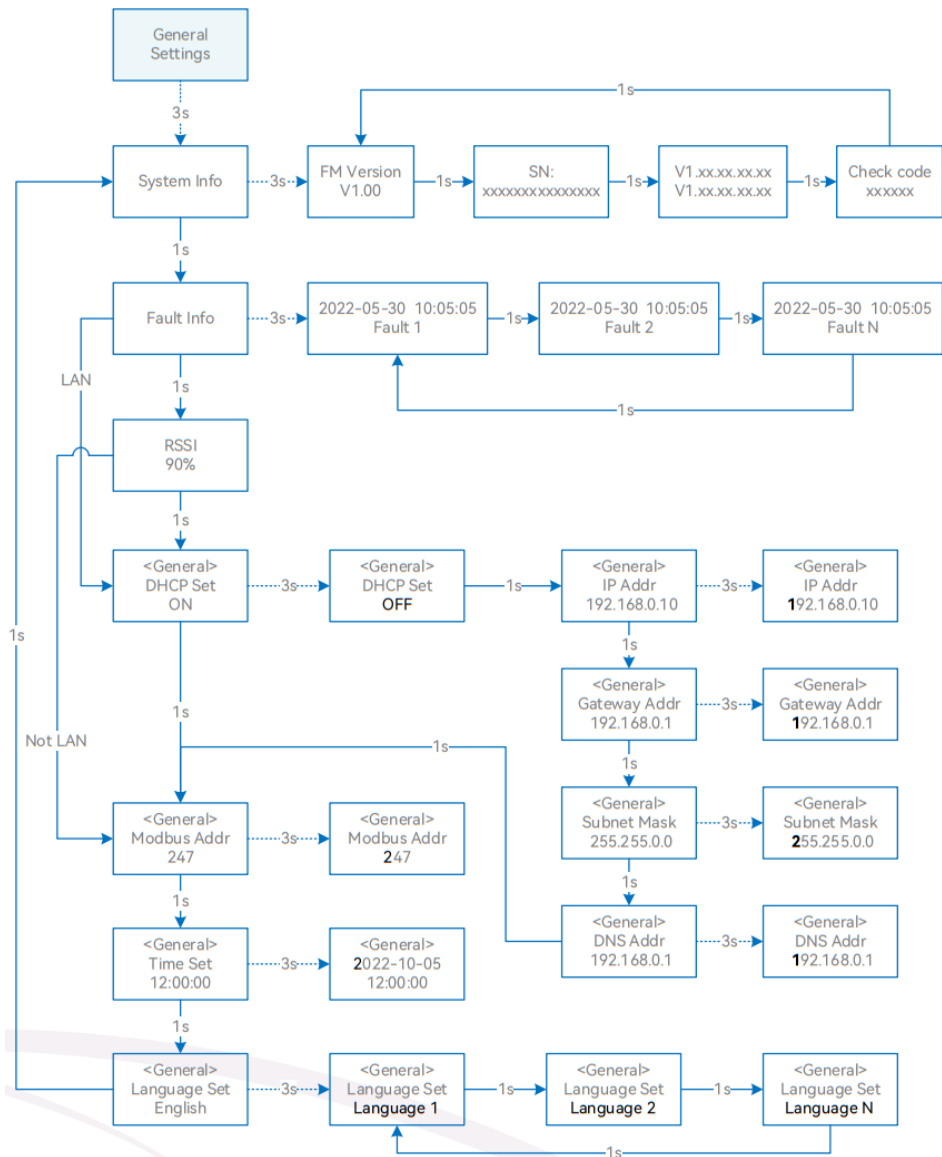 General
Settings
3s
1s
System Info
3s
FM Version
V1.00
1s
SN:
xxxxxxxxxxxxxxx
1s
V1.xx.xx.xx.xx
V1.xx.xx.xx.xx
1s
Check code
xxxxxx
1s
Fault Info
3s
2022-05-30 10:05:05
Fault 1
1s
2022-05-30 10:05:05
Fault 2
1s
2022-05-30 10:05:05
Fault N
LAN
1s
1s
RSSI
90%
1s
<General>
DHCP Set
ON
3s
<General>
DHCP Set
OFF
1s
<General>
IP Addr
192.168.0.10
3s
<General>
IP Addr
192.168.0.10
1s
1s
<General>
Gateway Addr
192.168.0.1
3s
<General>
Gateway Addr
192.168.0.1
1s
Not LAN
1s
1s
<General>
Modbus Addr
247
3s
<General>
Modbus Addr
247
<General>
Subnet Mask
255.255.0.0
3s
<General>
Subnet Mask
255.255.0.0
1s
1s
<General>
Time Set
12:00:00
3s
2022-10-05
12:00:00
<General>
DNS Addr
192.168.0.1
3s
<General>
DNS Addr
192.168.0.1
1s
<General>
Language Set
English
3s
<General>
Language Set
Language 1
1s
<General>
Language Set
Language 2
1s
<General>
Language Set
Language N
1s